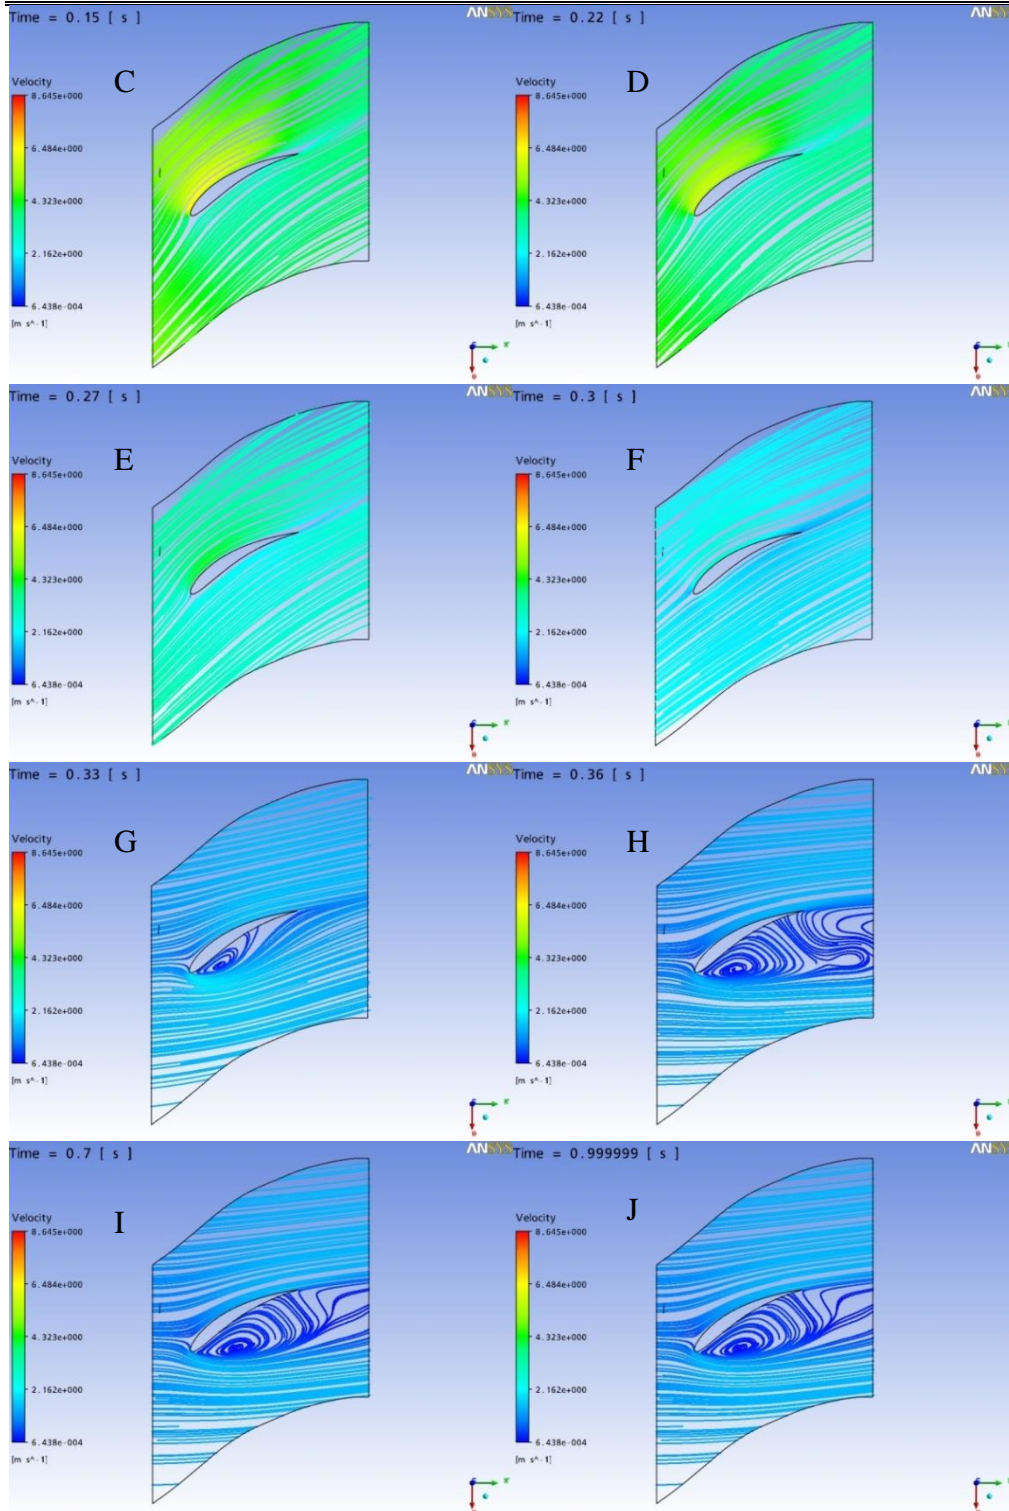 Time = 0.15 [ s ]
ANSYS
Velocity
8.645e+000
6.484e+000
4.323e+000
2.162e+000
6.438e-004
[m s^-1]
C
Time = 0.22 [ s ]
ANSYS
Velocity
8.645e+000
6.484e+000
4.323e+000
2.162e+000
6.438e-004
[m s^-1]
D
Time = 0.27 [ s ]
ANSYS
Velocity
8.645e+000
6.484e+000
4.323e+000
2.162e+000
6.438e-004
[m s^-1]
E
Time = 0.3 [ s ]
ANSYS
Velocity
8.645e+000
6.484e+000
4.323e+000
2.162e+000
6.438e-004
[m s^-1]
F
Time = 0.33 [ s ]
ANSYS
Velocity
8.645e+000
6.484e+000
4.323e+000
2.162e+000
6.438e-004
[m s^-1]
G
Time = 0.36 [ s ]
ANSYS
Velocity
8.645e+000
6.484e+000
4.323e+000
2.162e+000
6.438e-004
[m s^-1]
H
Time = 0.7 [ s ]
ANSYS
Velocity
8.645e+000
6.484e+000
4.323e+000
2.162e+000
6.438e-004
[m s^-1]
I
Time = 0.999999 [ s ]
ANSYS
Velocity
8.645e+000
6.484e+000
4.323e+000
2.162e+000
6.438e-004
[m s^-1]
J